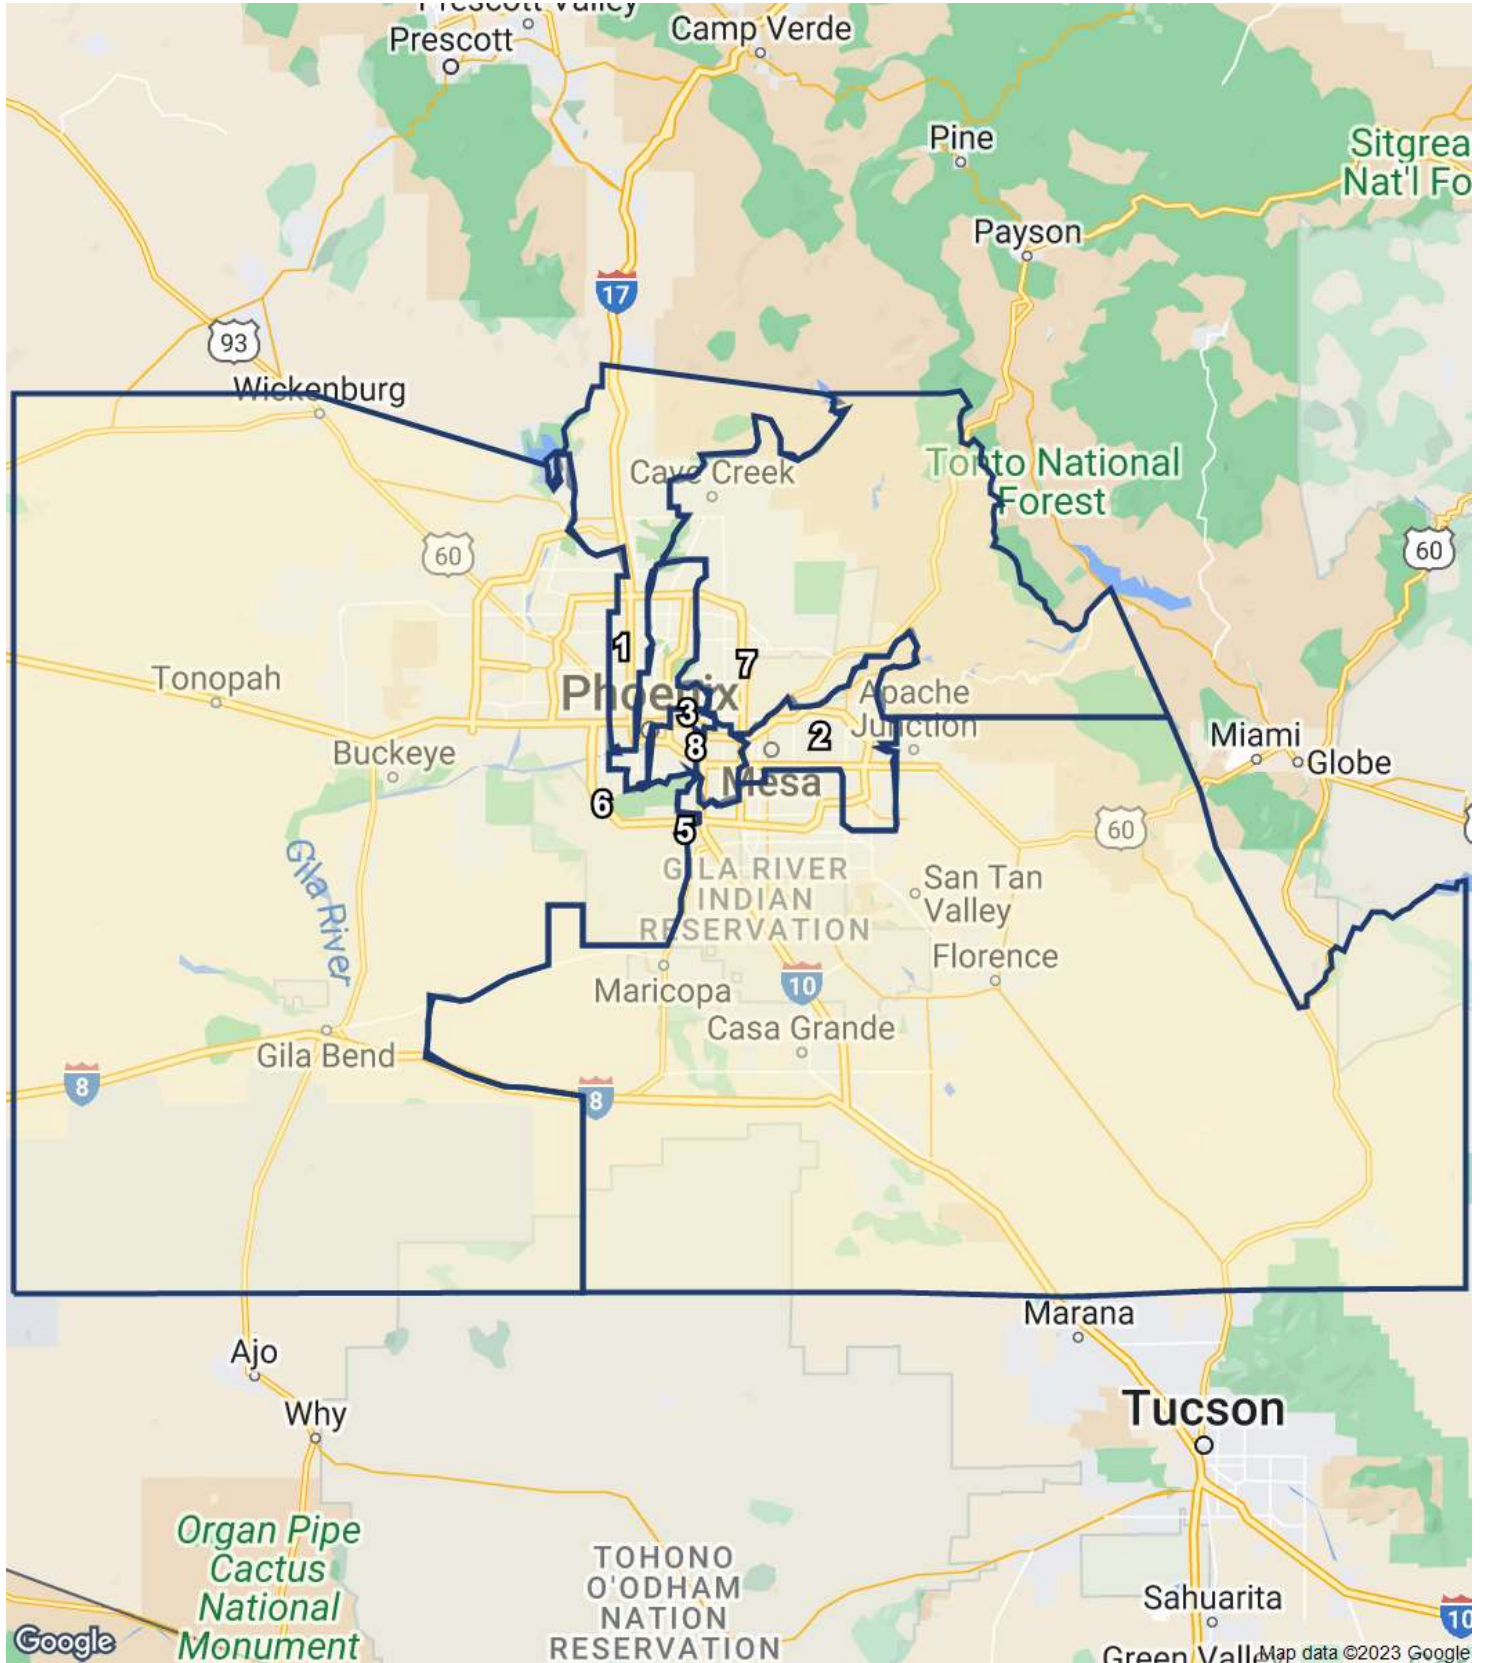 Prescott Valley
Prescott
Camp Verde
Pine
Sitgrea
Nat'l Fo
Payson
17
93
Wickenburg
Cave Creek
Tonto National
Forest
60
60
1
7
Tonopah
Phoenix
Apache
Junction
3
2
8
Buckeye
Mesa
Miami
Globe
6
5
60
Gila River
GILA RIVER
INDIAN
RESERVATION
San Tan
Valley
Florence
Maricopa
10
Casa Grande
Gila Bend
8
8
Marana
Ajo
Why
Tucson
Organ Pipe
Cactus
National
Monument
TOHONO
O'ODHAM
NATION
RESERVATION
Sahuarita
10
Green Valle
Google
Map data ©2023 Google